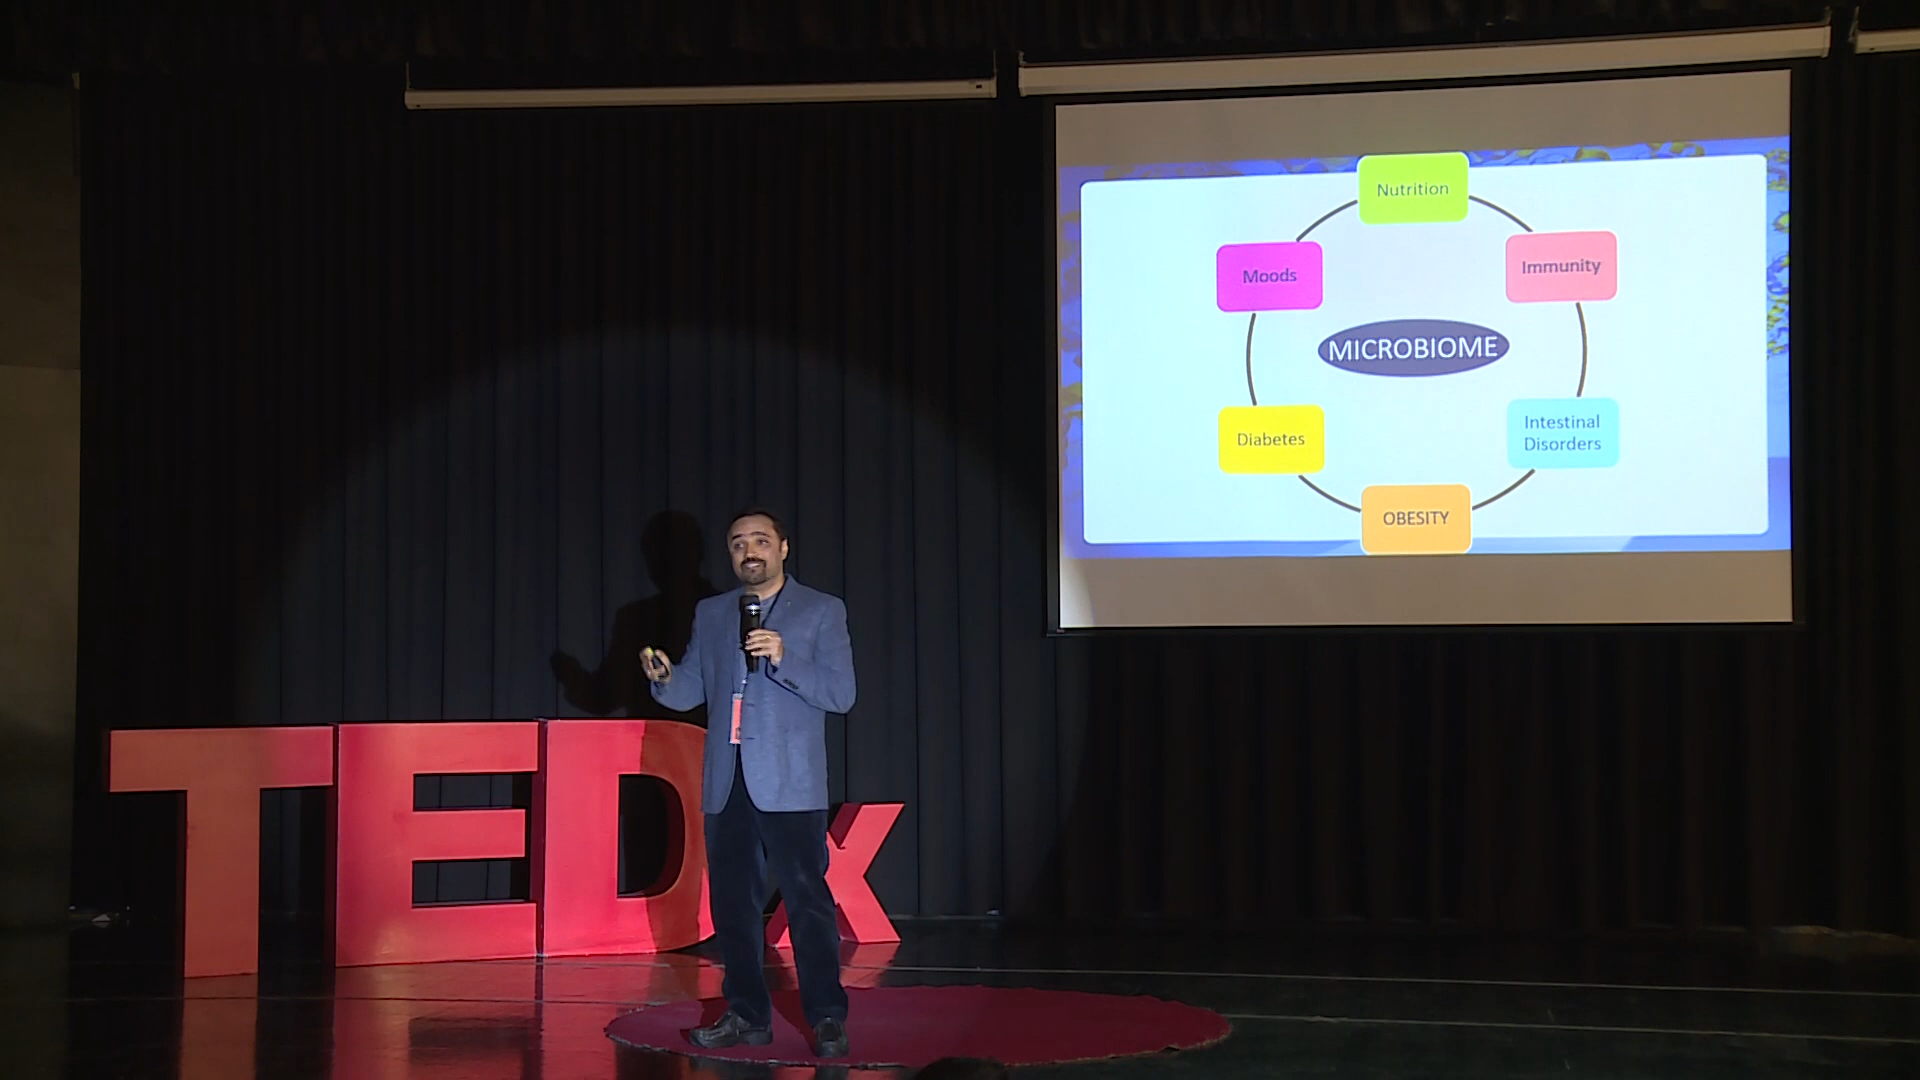 Nutrition
Moods
Immunity
MICROBIOME
Diabetes
Intestinal
Disorders
OBESITY
TEDx